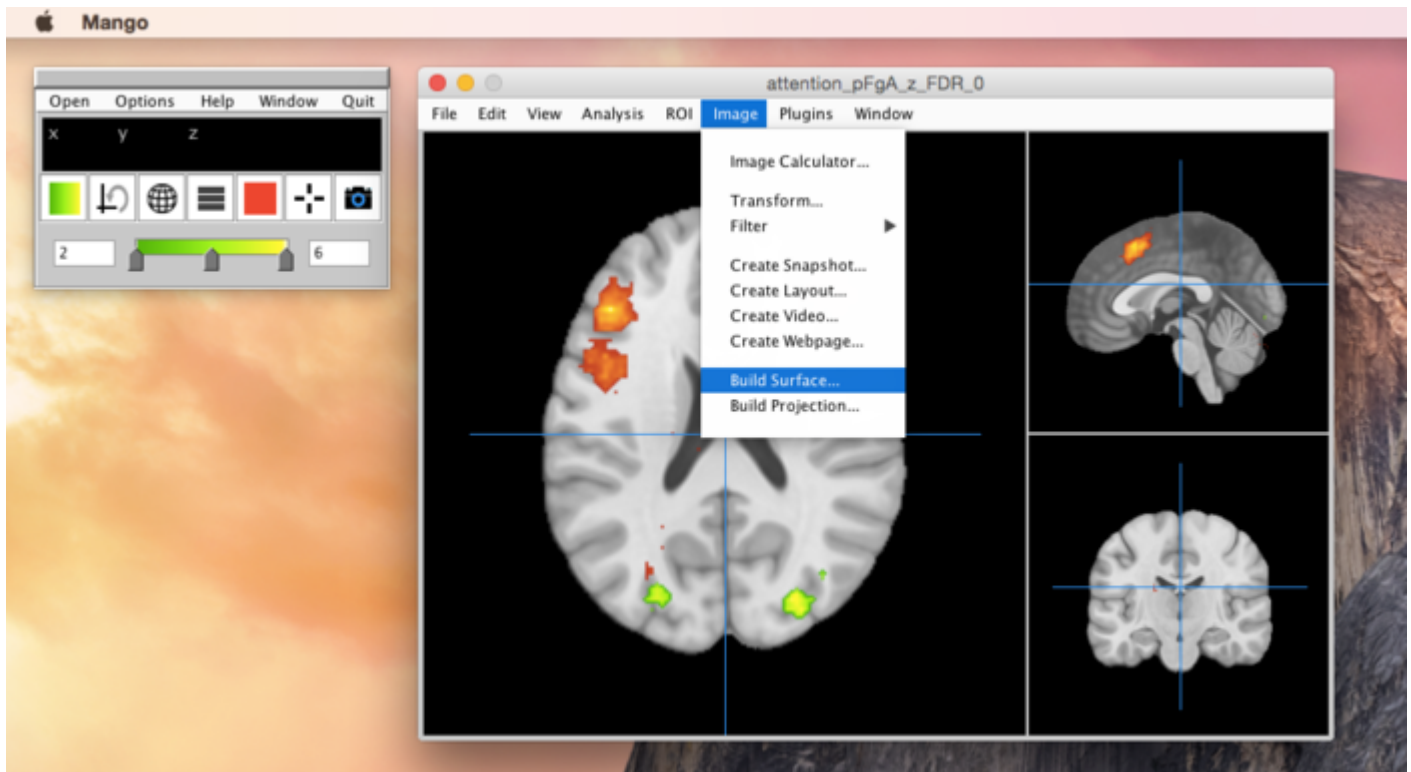 Mango
Open Options Help Window Quit
x y z
2 6
attention_pFgA_z_FDR_0
File Edit View Analysis ROI Image Plugins Window
Image Calculator...
Transform...
Filter
Create Snapshot...
Create Layout...
Create Video...
Create Webpage...
Build Surface...
Build Projection...